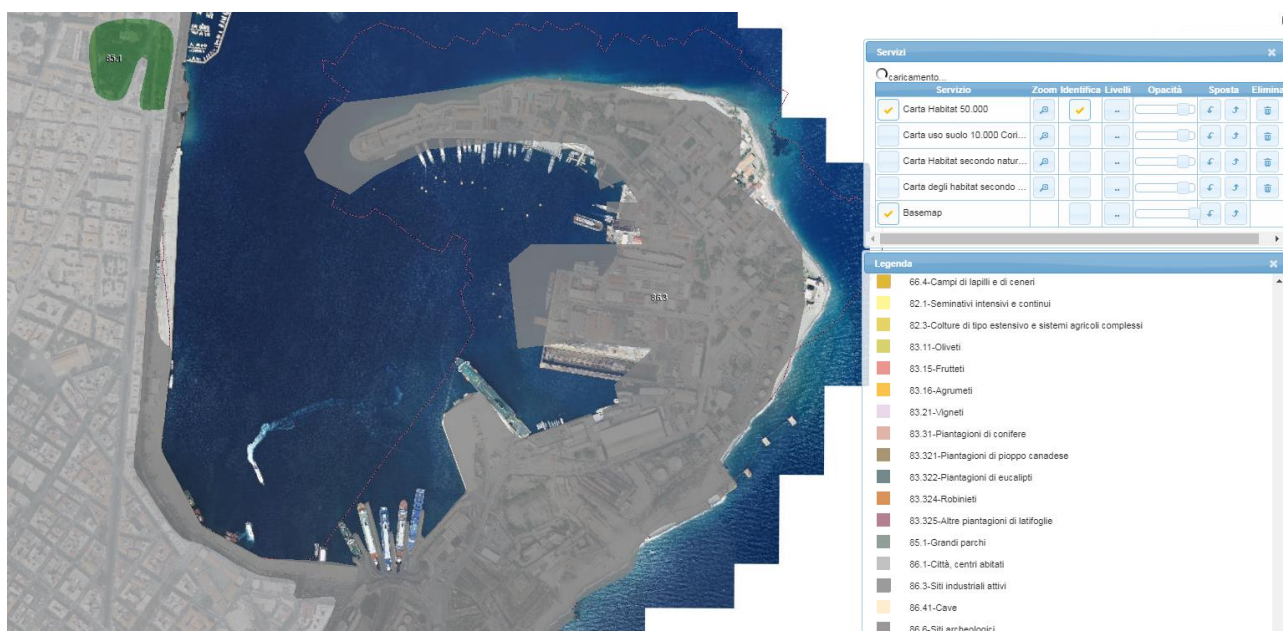 85.1
86.3
Servizi
caricamento...
Servizio Zoom Identifica Livelli Opacità Sposta Elimina
Carta Habitat 50.000
Carta uso suolo 10.000 Cori...
Carta Habitat secondo natur...
Carta degli habitat secondo ...
Basemap
Legenda
66.4-Campi di lapilli e di ceneri
82.1-Seminativi intensivi e continui
82.3-Colture di tipo estensivo e sistemi agricoli complessi
83.11-Oliveti
83.15-Frutteti
83.16-Agrumeti
83.21-Vigneti
83.31-Piantagioni di conifere
83.321-Piantagioni di pioppo canadese
83.322-Piantagioni di eucalipti
83.324-Robinieti
83.325-Altre piantagioni di latifoglie
85.1-Grandi parchi
86.1-Città, centri abitati
86.3-Siti industriali attivi
86.41-Cave
86.6-Siti archeologici